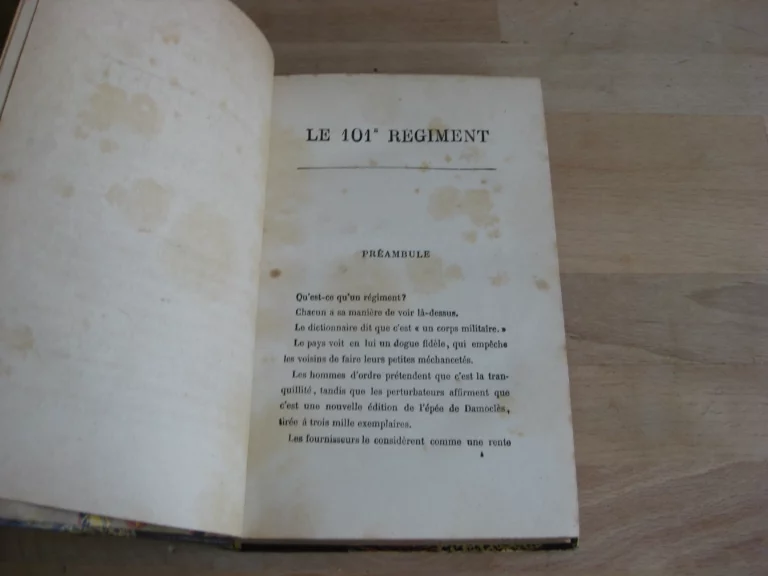 LE 101e REGIMENT
PRÉAMBULE
Qu'est-ce qu'un régiment?
Chacun a sa manière de voir là-dessus.
Le dictionnaire dit que c'est « un corps militaire. »
Le pays voit en lui un dogue fidèle, qui empêche
les voisins de faire leurs petites méchancetés.
Les hommes d'ordre prétendent que c'est la tran-
quillité, tandis que les perturbateurs affirment que
c'est une nouvelle édition de l'épée de Damoclès,
tirée à trois mille exemplaires.
Les fournisseurs le considèrent comme une rente